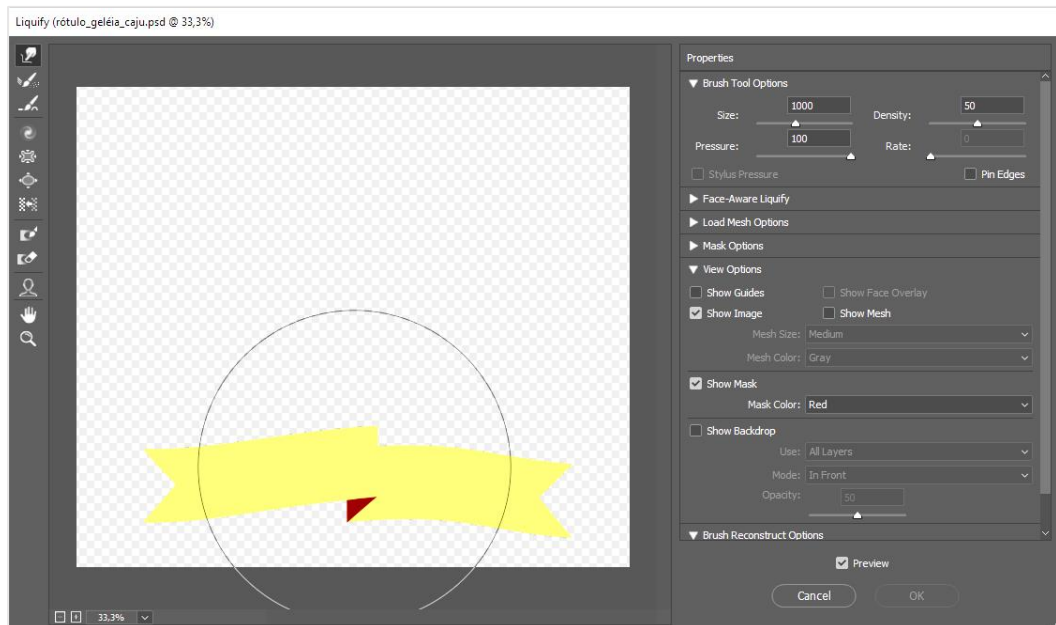 Liquify (rótulo_geléia_caju.psd @ 33,3%)
Properties
Brush Tool Options
Size: 1000 Density: 50
Pressure: 100 Rate: 0
Stylus Pressure Pin Edges
Face-Aware Liquify
Load Mesh Options
Mask Options
View Options
Show Guides Show Face Overlay
Show Image Show Mesh
Mesh Size: Medium
Mesh Color: Gray
Show Mask
Mask Color: Red
Show Backdrop
Use: All Layers
Mode: In Front
Opacity: 50
Brush Reconstruct Options
Preview
Cancel OK
33,3%